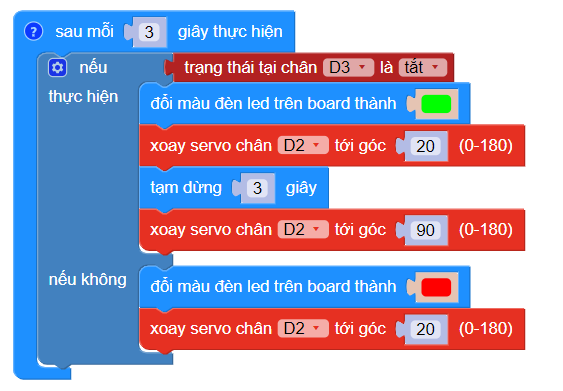 ? sau mỗi 3 giây thực hiện
nếu trạng thái tại chân D3 là tắt
thực hiện đổi màu đèn led trên board thành
xoay servo chân D2 tới góc 20 (0-180)
tạm dừng 3 giây
xoay servo chân D2 tới góc 90 (0-180)
nếu không đổi màu đèn led trên board thành
xoay servo chân D2 tới góc 20 (0-180)